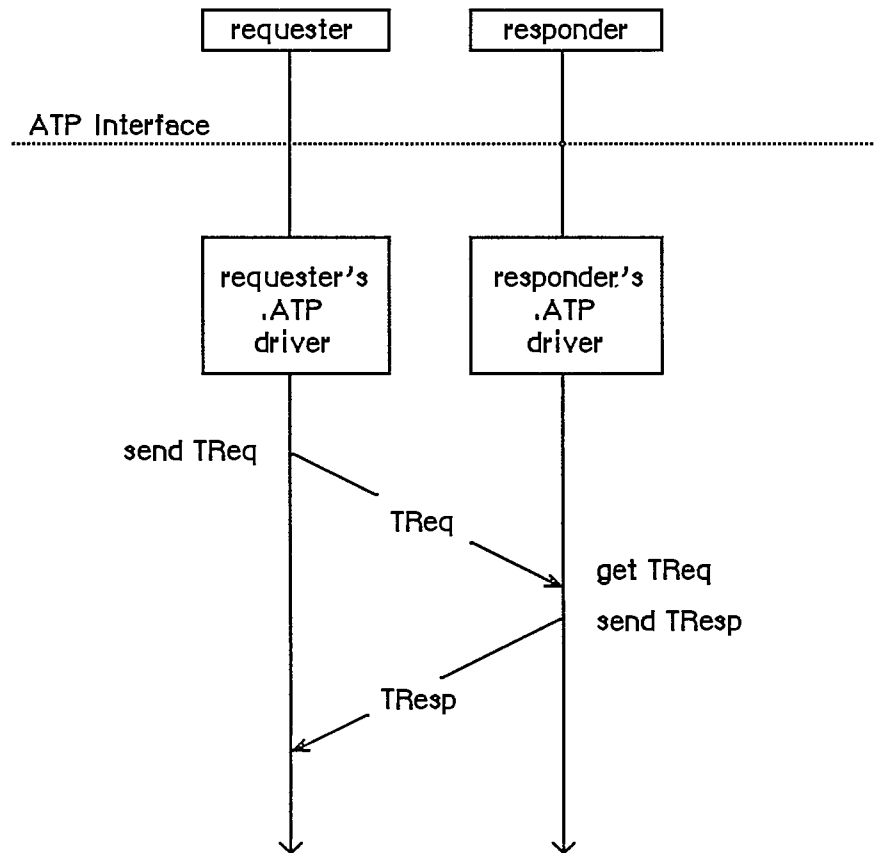 requester
responder
ATP Interface
requester's
.ATP
driver
responder's
.ATP
driver
send TReq
TReq
get TReq
send TResp
TResp